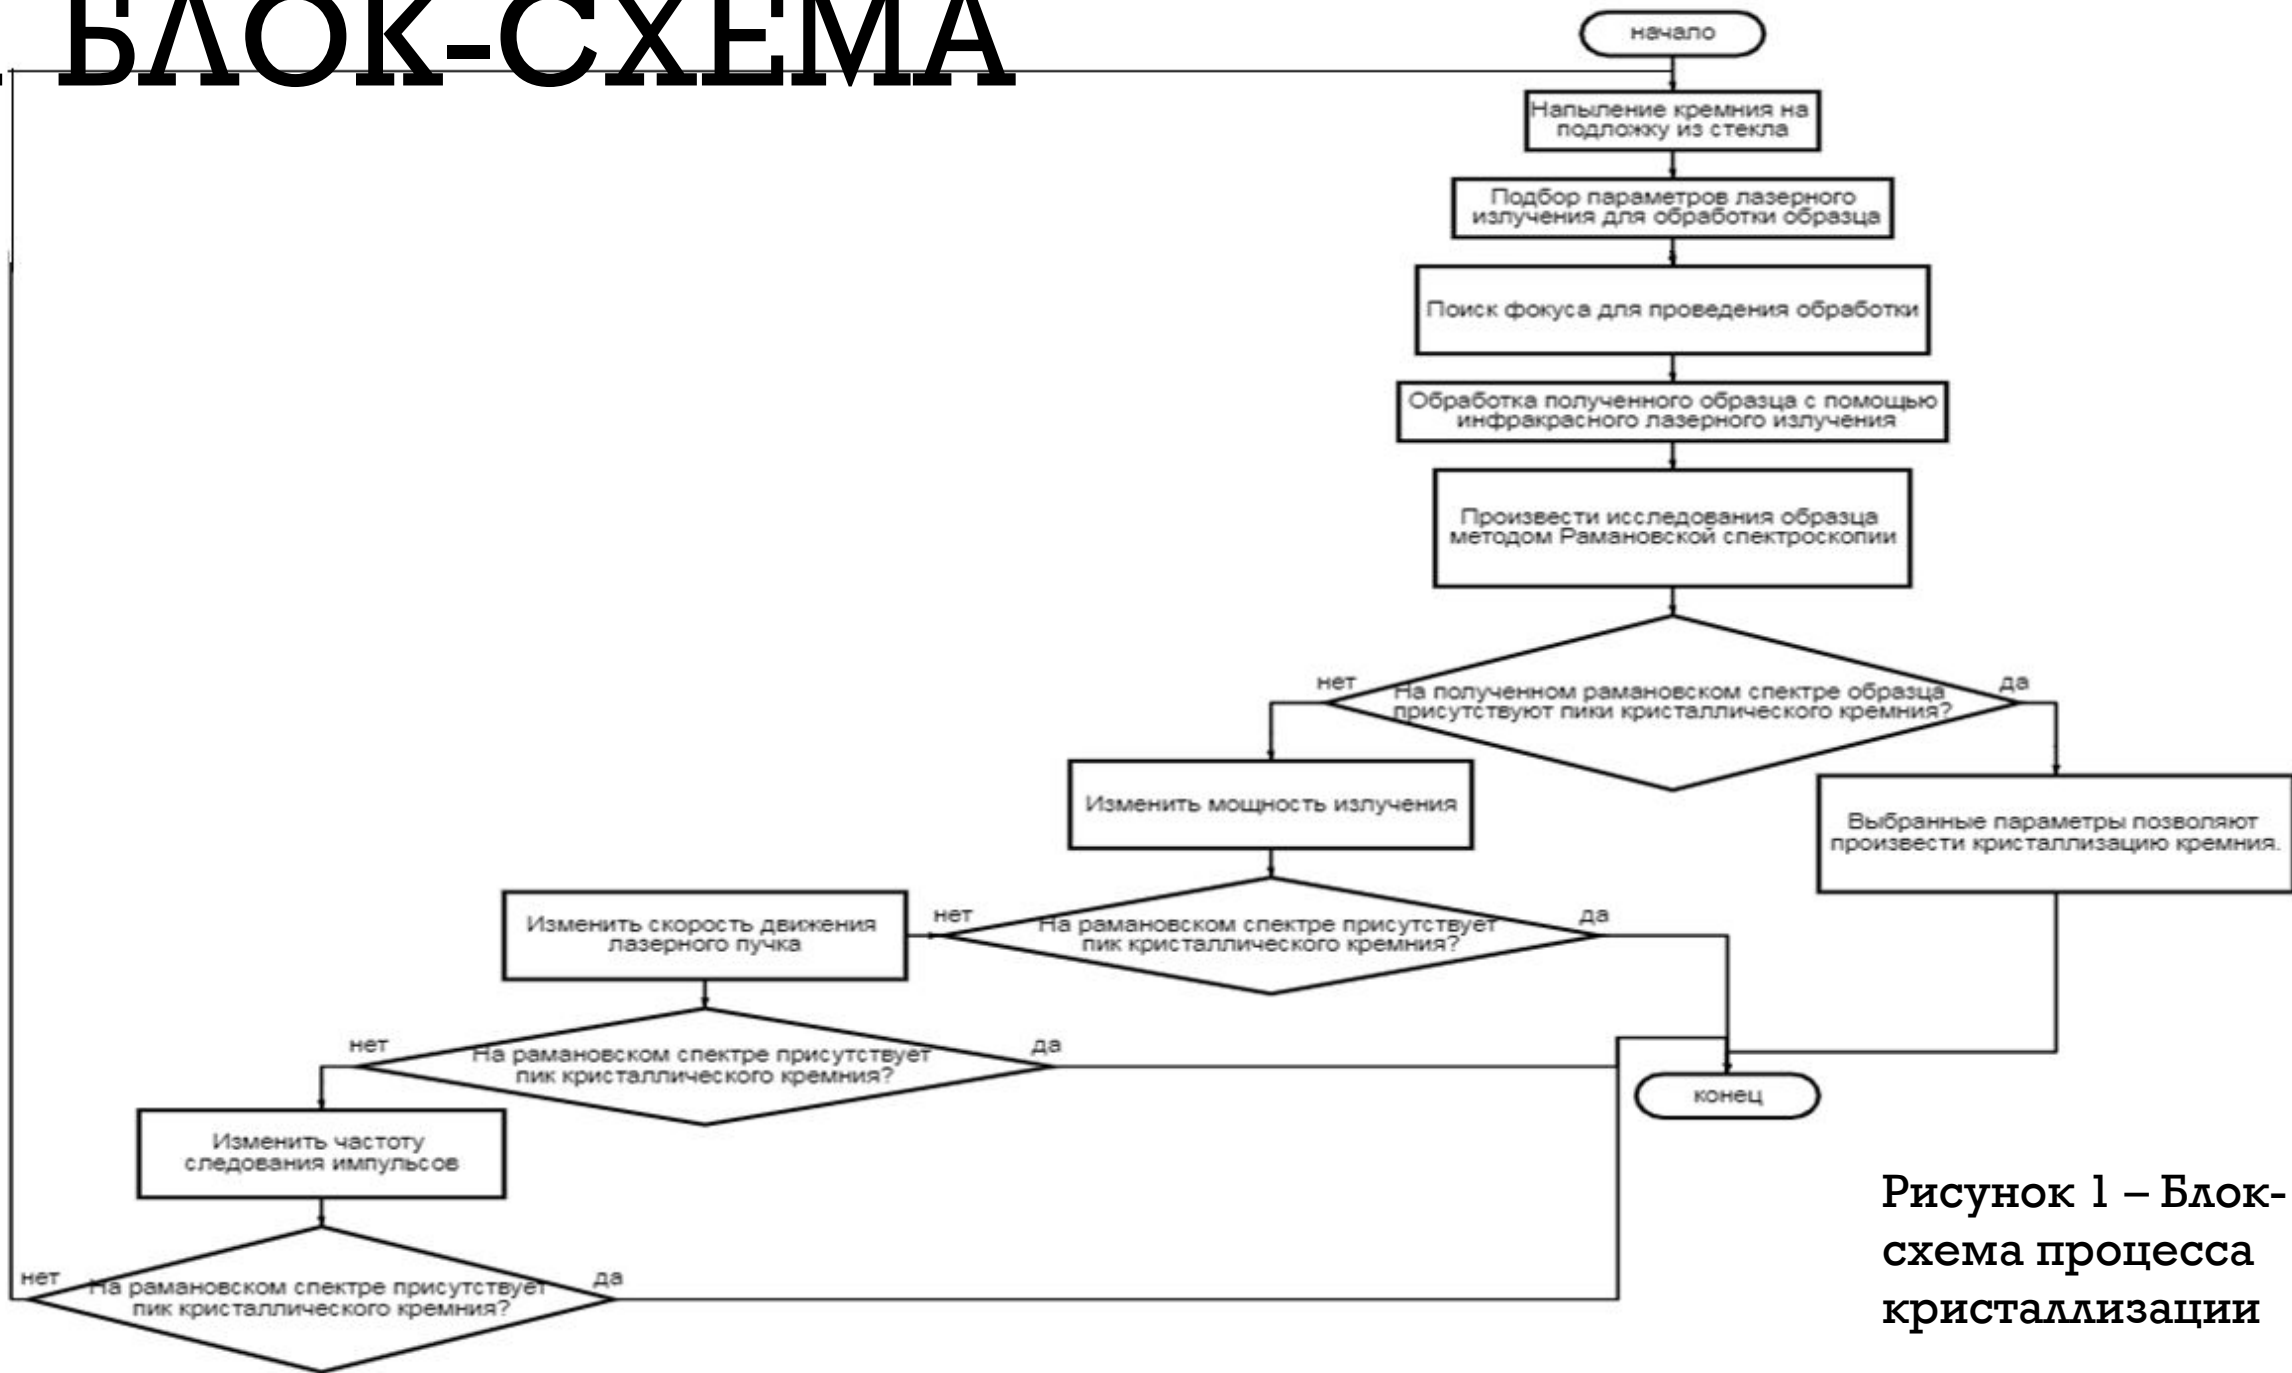 БЛОК-СХЕМА
начало
Напыление кремния на
подложку из стекла
Подбор параметров лазерного
излучения для обработки образца
Поиск фокуса для проведения обработки
Обработка полученного образца с помощью
инфракрасного лазерного излучения
Произвести исследования образца
методом Рамановской спектроскопии
нет
На полученном рамановском спектре образца
присутствуют пики кристаллического кремния?
да
Изменить мощность излучения
Выбранные параметры позволяют
произвести кристаллизацию кремния.
Изменить скорость движения
лазерного пучка
нет
На рамановском спектре присутствует
пик кристаллического кремния?
да
нет
На рамановском спектре присутствует
пик кристаллического кремния?
да
конец
Изменить частоту
следования импульсов
нет
На рамановском спектре присутствует
пик кристаллического кремния?
да
Рисунок 1 – Блок-
схема процесса
кристаллизации